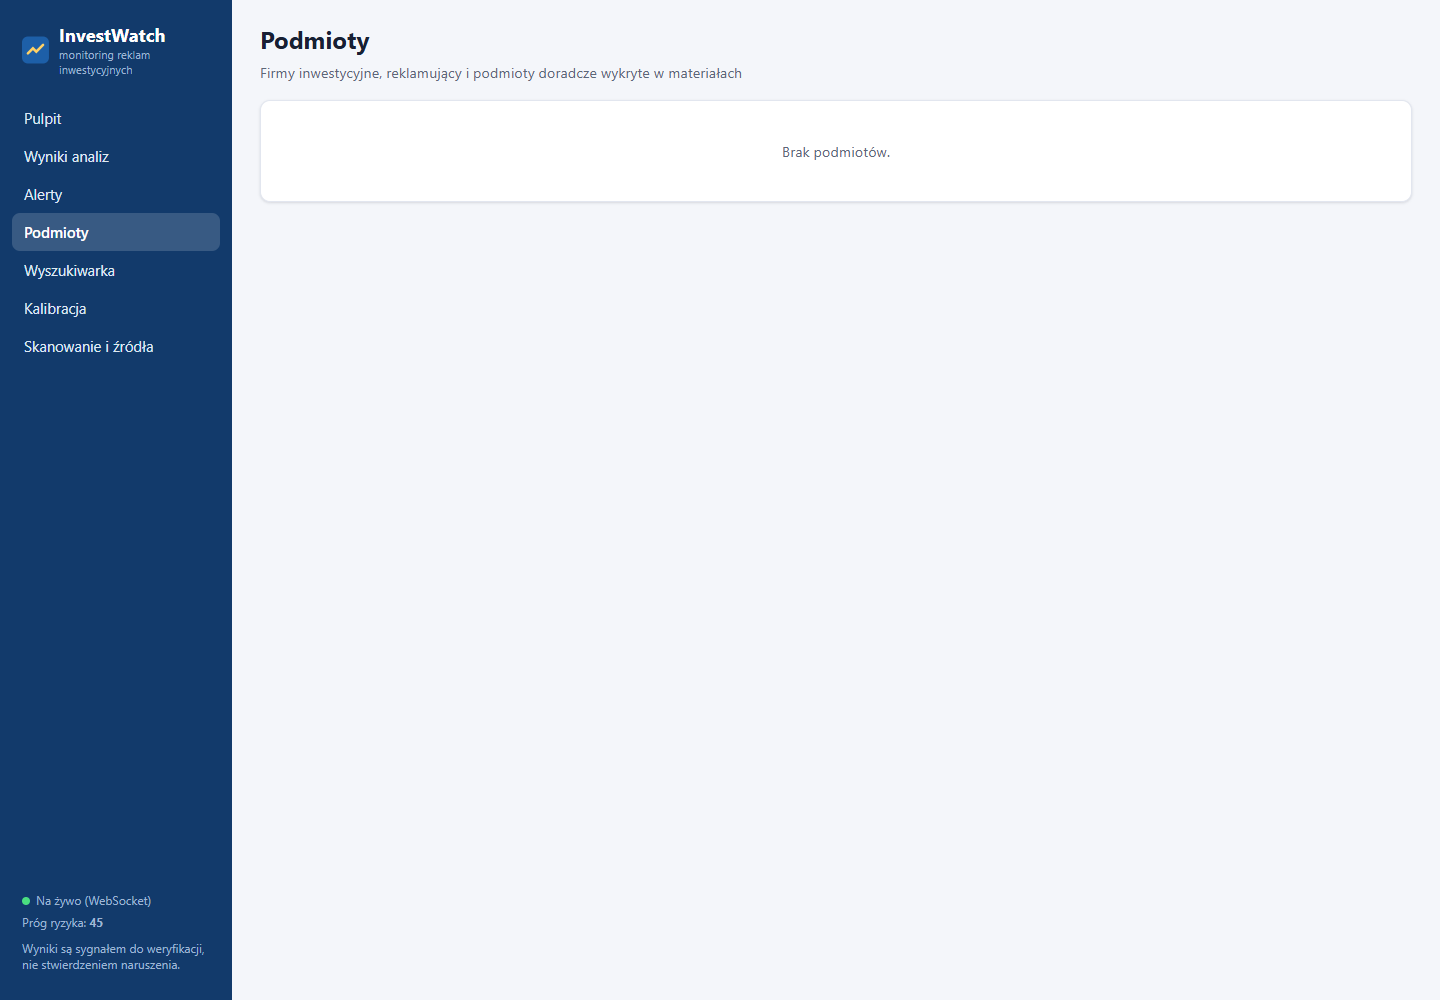 InvestWatch
monitoring reklam
inwestycyjnych
Pulpit
Wyniki analiz
Alerty
Podmioty
Wyszukiwarka
Kalibracja
Skanowanie i źródła
Na żywo (WebSocket)
Próg ryzyka: 45
Wyniki są sygnałem do weryfikacji,
nie stwierdzeniem naruszenia.
Podmioty
Firmy inwestycyjne, reklamujący i podmioty doradcze wykryte w materiałach
Brak podmiotów.